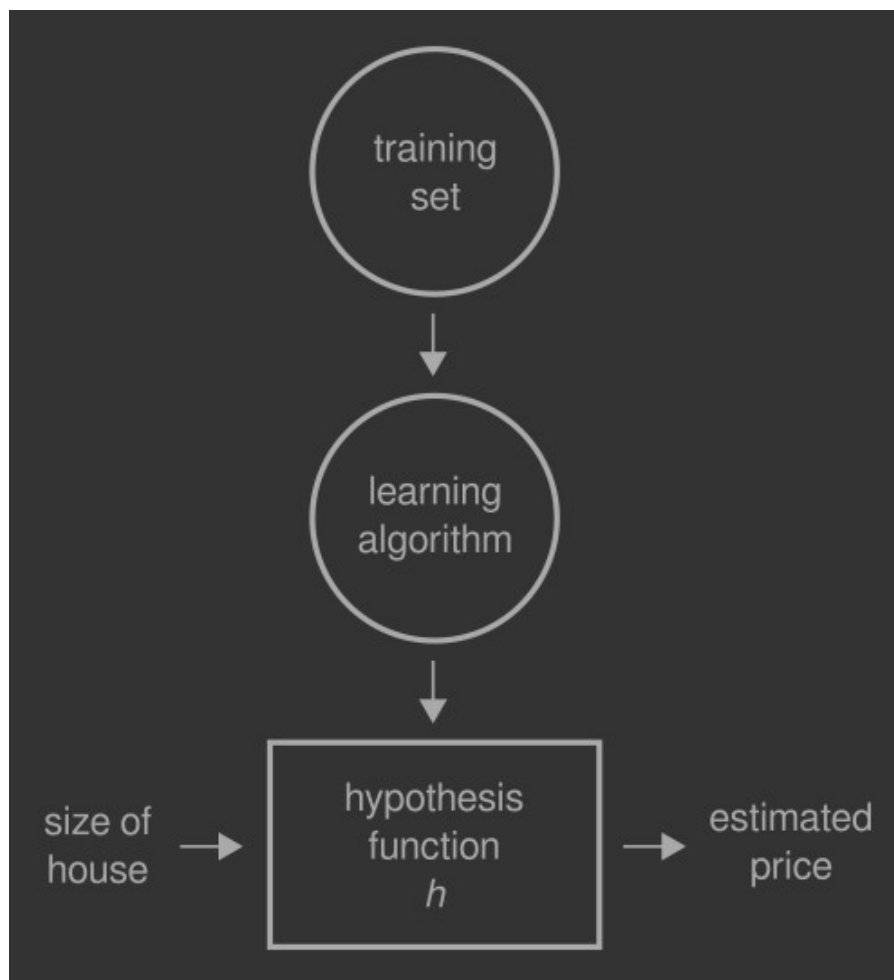 training
set
learning
algorithm
hypothesis
function
h
size of
house
estimated
price